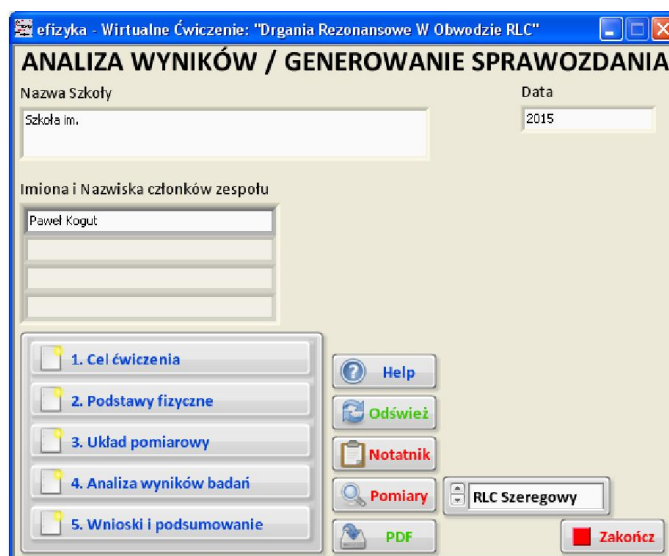 efizyka - Wirtualne Ćwiczenie: "Drgania Rezonansowe W Obwodzie RLC"
ANALIZA WYNIKÓW / GENEROWANIE SPRAWOZDANIA
Nazwa Szkoły
Data
Szkoła im.
2015
Imiona i Nazwiska członków zespołu
Paweł Kogut
1. Cel ćwiczenia
2. Podstawy fizyczne
3. Układ pomiarowy
4. Analiza wyników badań
5. Wnioski i podsumowanie
Help
Odśwież
Notatnik
Pomiary
RLC Szeregowy
PDF
Zakończ